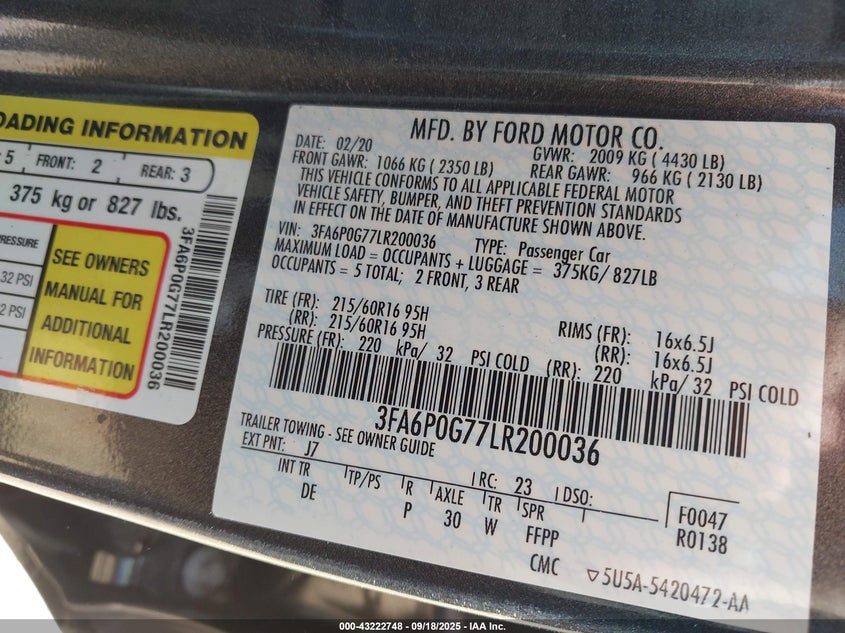 OADING INFORMATION
5 FRONT: 2 REAR: 3
375 kg or 827 lbs.
RESSURE
32 PSI
2 PSI
SEE OWNERS
MANUAL FOR
ADDITIONAL
INFORMATION
3FA6P0G77LR200036
MFD. BY FORD MOTOR CO.
DATE: 02/20 GVWR: 2009 KG ( 4430 LB)
FRONT GAWR: 1066 KG ( 2350 LB) REAR GAWR: 966 KG ( 2130 LB)
THIS VEHICLE CONFORMS TO ALL APPLICABLE FEDERAL MOTOR
VEHICLE SAFETY, BUMPER, AND THEFT PREVENTION STANDARDS
IN EFFECT ON THE DATE OF MANUFACTURE SHOWN ABOVE.
VIN: 3FA6P0G77LR200036 TYPE: Passenger Car
MAXIMUM LOAD = OCCUPANTS + LUGGAGE = 375KG/ 827LB
OCCUPANTS = 5 TOTAL; 2 FRONT, 3 REAR
TIRE (FR): 215/60R16 95H RIMS (FR): 16x6.5J
(RR): 215/60R16 95H (RR): 16x6.5J
PRESSURE (FR): 220 kPa/ 32 PSI COLD (RR): 220 kPa/ 32 PSI COLD
3FA6P0G77LR200036
TRAILER TOWING - SEE OWNER GUIDE
EXT PNT: J7 RC: 23 DSO:
INT TR TP/PS R AXLE TR SPR F0047
DE P 30 W FFPP R0138
CMC
5U5A-5420472-AA
000-43222748 - 09/18/2025 - IAA Inc.